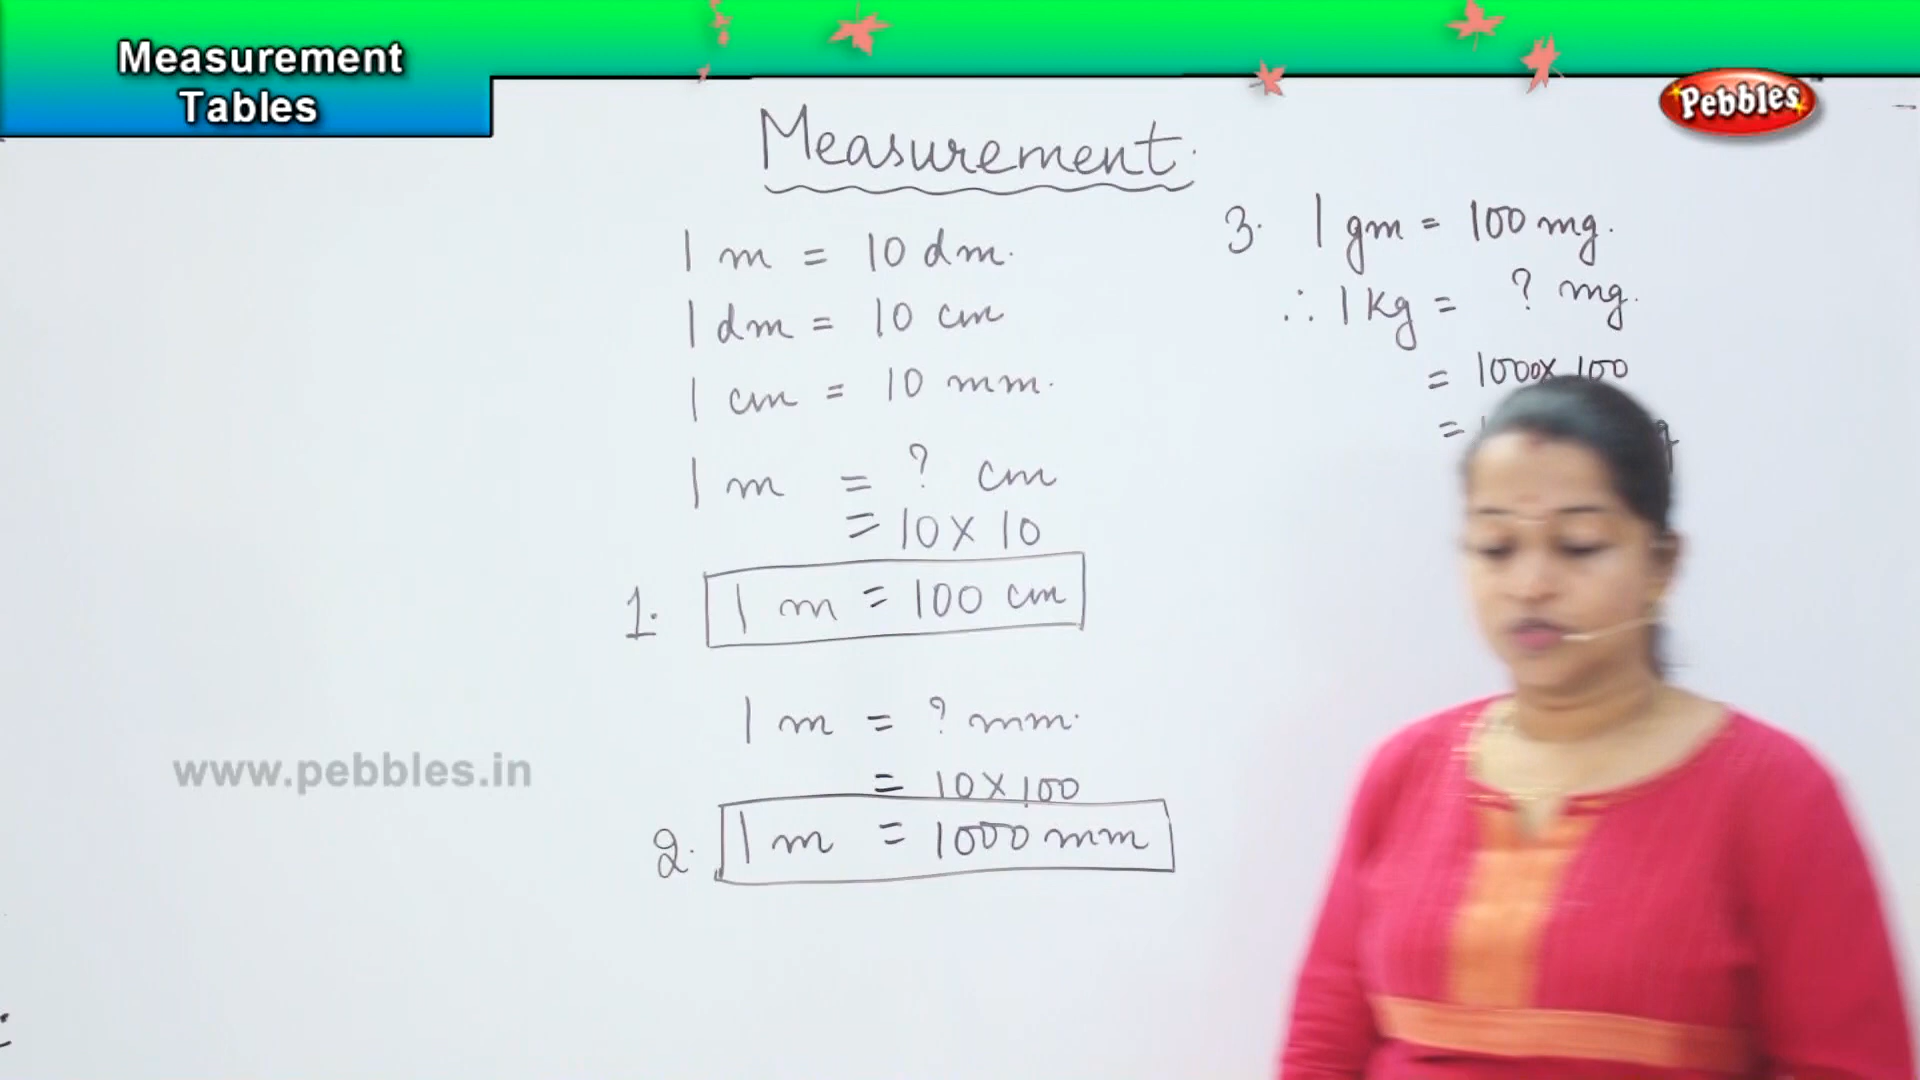 Measurement
Tables
Pebbles
Measurement.
1 m = 10 dm.
1 dm = 10 cm
1 cm = 10 mm.
1 m = ? cm
= 10 x 10
1. 1 m = 100 cm
1 m = ? mm.
= 10 x 100
2. 1 m = 1000 mm
3. 1 gm = 100 mg.
∴ 1 kg = ? mg.
= 1000 x 100
=
www.pebbles.in